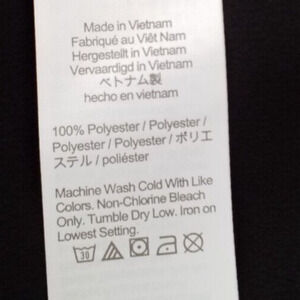 Made in Vietnam
Fabriqué au Viêt Nam
Hergestellt in Vietnam
Vervaardigd in Vietnam
ベトナム製
hecho en vietnam
100% Polyester / Polyester /
Polyester / Polyester / ポリエ
ステル / poliéster
Machine Wash Cold With Like
Colors. Non-Chlorine Bleach
Only. Tumble Dry Low. Iron on
Lowest Setting.
30